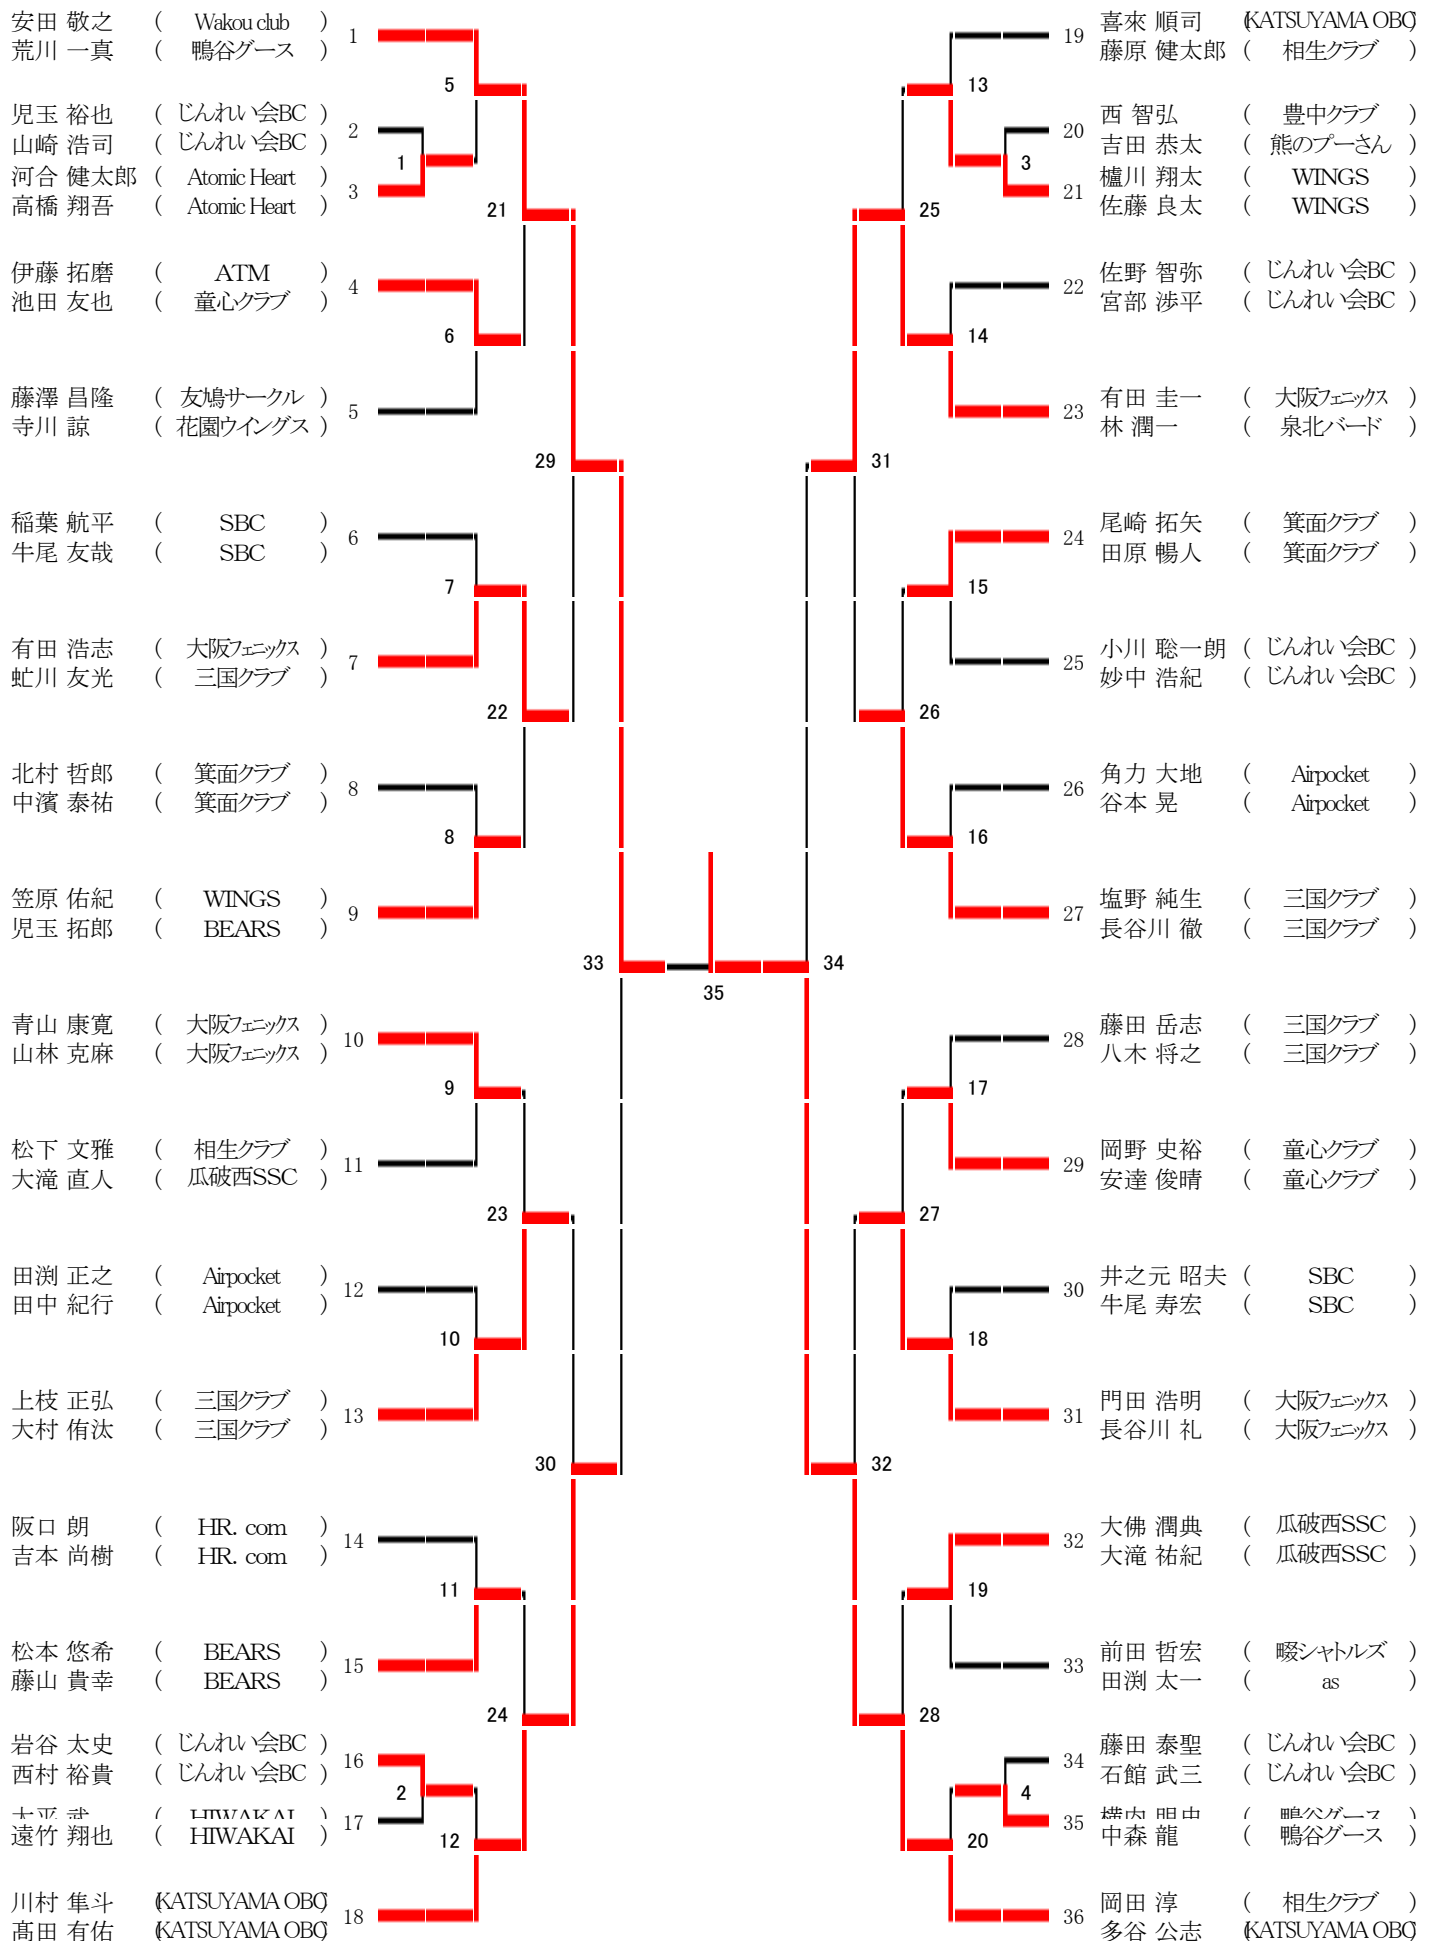 安田 敬之 ( Wakou club ) 1
荒川 一真 ( 鴨谷グース )
5
児玉 裕也 ( じんれい会BC ) 2
山崎 浩司 ( じんれい会BC )
1
河合 健太郎 ( Atomic Heart ) 3
高橋 翔吾 ( Atomic Heart )
21
伊藤 拓磨 ( ATM ) 4
池田 友也 ( 童心クラブ )
6
藤澤 昌隆 ( 友鳩サークル ) 5
寺川 諒 ( 花園ウイングス )
29
稲葉 航平 ( SBC ) 6
牛尾 友哉 ( SBC )
7
有田 浩志 ( 大阪フェニックス ) 7
虻川 友光 ( 三国クラブ )
22
北村 哲郎 ( 箕面クラブ ) 8
中濱 泰祐 ( 箕面クラブ )
8
笠原 佑紀 ( WINGS ) 9
児玉 拓郎 ( BEARS )
33
青山 康寛 ( 大阪フェニックス ) 10
山林 克麻 ( 大阪フェニックス )
9
松下 文雅 ( 相生クラブ ) 11
大滝 直人 ( 瓜破西SSC )
23
田渕 正之 ( Airpocket ) 12
田中 紀行 ( Airpocket )
10
上枝 正弘 ( 三国クラブ ) 13
大村 侑汰 ( 三国クラブ )
30
阪口 朗 ( HR. com ) 14
吉本 尚樹 ( HR. com )
11
松本 悠希 ( BEARS ) 15
藤山 貴幸 ( BEARS )
24
岩谷 太史 ( じんれい会BC ) 16
西村 裕貴 ( じんれい会BC )
2
太平 武 ( HIWAKAI ) 17
遠竹 翔也 ( HIWAKAI )
12
川村 隼斗 (KATSUYAMA OBC) 18
髙田 有佑 (KATSUYAMA OBC)
35
19 喜來 順司 (KATSUYAMA OBC)
藤原 健太郎 ( 相生クラブ )
13
20 西 智弘 ( 豊中クラブ )
吉田 恭太 ( 熊のプーさん )
3
21 櫨川 翔太 ( WINGS )
佐藤 良太 ( WINGS )
25
22 佐野 智弥 ( じんれい会BC )
宮部 渉平 ( じんれい会BC )
14
23 有田 圭一 ( 大阪フェニックス )
林 潤一 ( 泉北バード )
31
24 尾崎 拓矢 ( 箕面クラブ )
田原 暢人 ( 箕面クラブ )
15
25 小川 聡一朗 ( じんれい会BC )
妙中 浩紀 ( じんれい会BC )
26
26 角力 大地 ( Airpocket )
谷本 晃 ( Airpocket )
16
27 塩野 純生 ( 三国クラブ )
長谷川 徹 ( 三国クラブ )
34
28 藤田 岳志 ( 三国クラブ )
八木 将之 ( 三国クラブ )
17
29 岡野 史裕 ( 童心クラブ )
安達 俊晴 ( 童心クラブ )
27
30 井之元 昭夫 ( SBC )
牛尾 寿宏 ( SBC )
18
31 門田 浩明 ( 大阪フェニックス )
長谷川 礼 ( 大阪フェニックス )
32
32 大佛 潤典 ( 瓜破西SSC )
大滝 祐紀 ( 瓜破西SSC )
19
33 前田 哲宏 ( 畷シャトルズ )
田渕 太一 ( as )
28
34 藤田 泰聖 ( じんれい会BC )
石館 武三 ( じんれい会BC )
4
35 ( 鴨谷グース )
中森 龍 ( 鴨谷グース )
20
36 岡田 淳 ( 相生クラブ )
多谷 公志 (KATSUYAMA OBC)